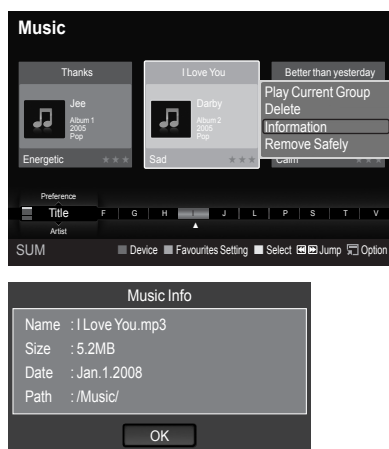 Music
Thanks
Jee
Album 1
2005
Pop
Energetic
I Love You
Darby
Album 2
2005
Pop
Sad
Better than yesterday
Calm
Play Current Group
Delete
Information
Remove Safely
Preference
Title F G H I J L P S T V
Artist
SUM Device Favourites Setting Select Jump Option
Music Info
Name : I Love You.mp3
Size : 5.2MB
Date : Jan.1.2008
Path : /Music/
OK